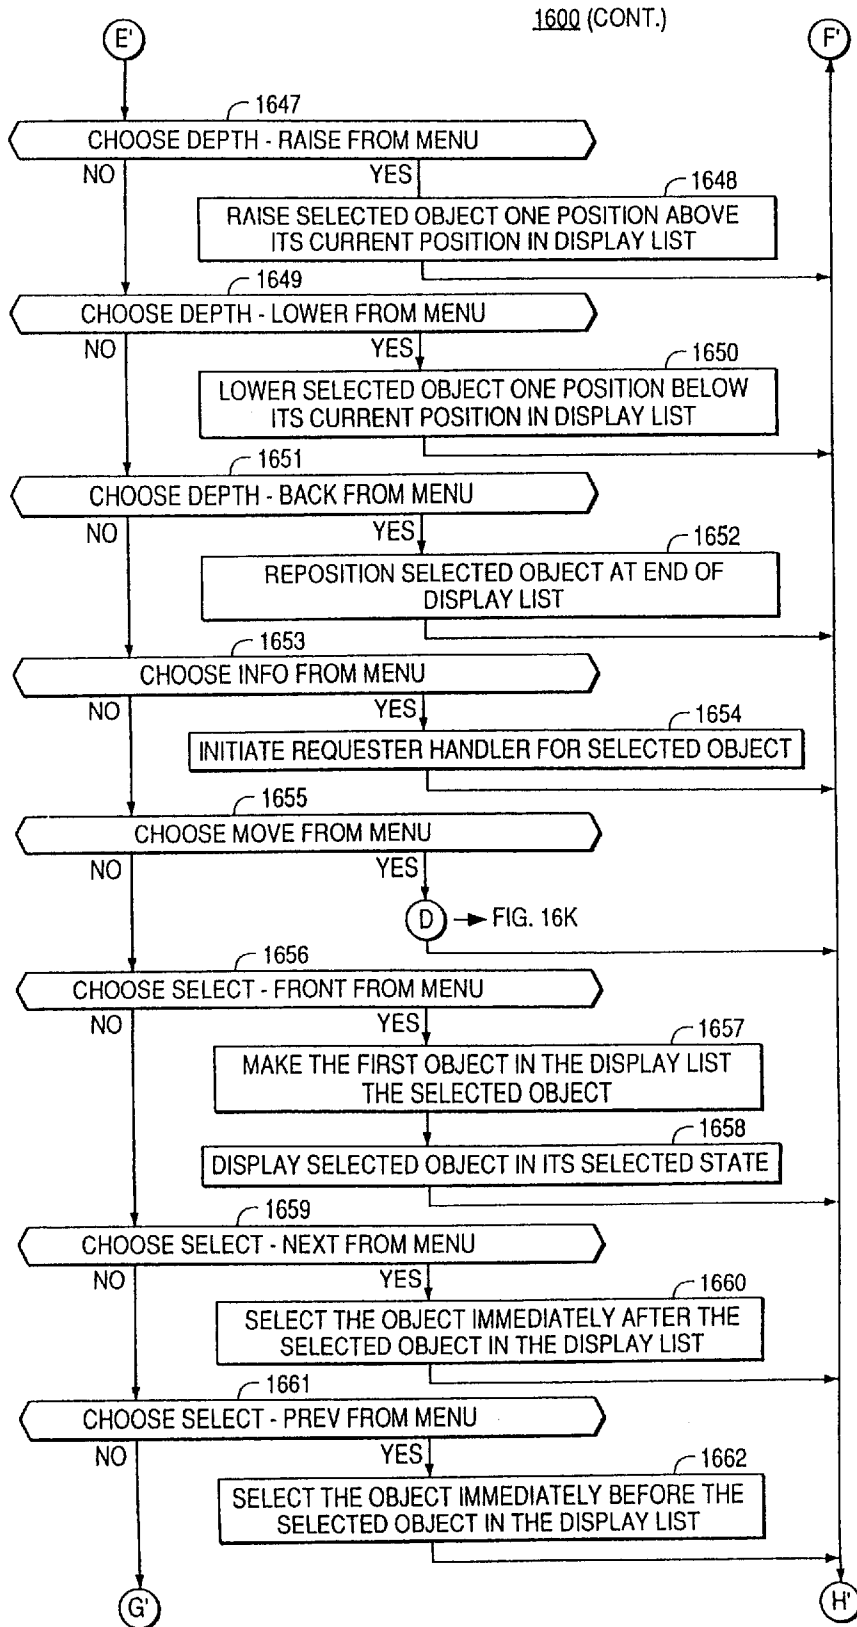 1600 (CONT.)
E'
F'
1647
CHOOSE DEPTH - RAISE FROM MENU
NO
YES
1648
RAISE SELECTED OBJECT ONE POSITION ABOVE
ITS CURRENT POSITION IN DISPLAY LIST
1649
CHOOSE DEPTH - LOWER FROM MENU
NO
YES
1650
LOWER SELECTED OBJECT ONE POSITION BELOW
ITS CURRENT POSITION IN DISPLAY LIST
1651
CHOOSE DEPTH - BACK FROM MENU
NO
YES
1652
REPOSITION SELECTED OBJECT AT END OF
DISPLAY LIST
1653
CHOOSE INFO FROM MENU
NO
YES
1654
INITIATE REQUESTER HANDLER FOR SELECTED OBJECT
1655
CHOOSE MOVE FROM MENU
NO
YES
D
FIG. 16K
1656
CHOOSE SELECT - FRONT FROM MENU
NO
YES
1657
MAKE THE FIRST OBJECT IN THE DISPLAY LIST
THE SELECTED OBJECT
1658
DISPLAY SELECTED OBJECT IN ITS SELECTED STATE
1659
CHOOSE SELECT - NEXT FROM MENU
NO
YES
1660
SELECT THE OBJECT IMMEDIATELY AFTER THE
SELECTED OBJECT IN THE DISPLAY LIST
1661
CHOOSE SELECT - PREV FROM MENU
NO
YES
1662
SELECT THE OBJECT IMMEDIATELY BEFORE THE
SELECTED OBJECT IN THE DISPLAY LIST
G'
H'